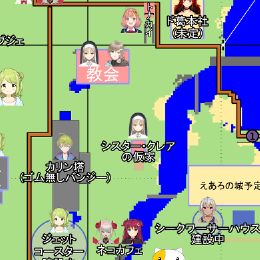 ド葛本社
(未定)
教会
シスター・クレア
の仮家
カリン塔
(ゴム無しバンジー)
①
えあろの城予定
シークワーサーハウス
建設中
ジェット
コースター
ネコカフェ